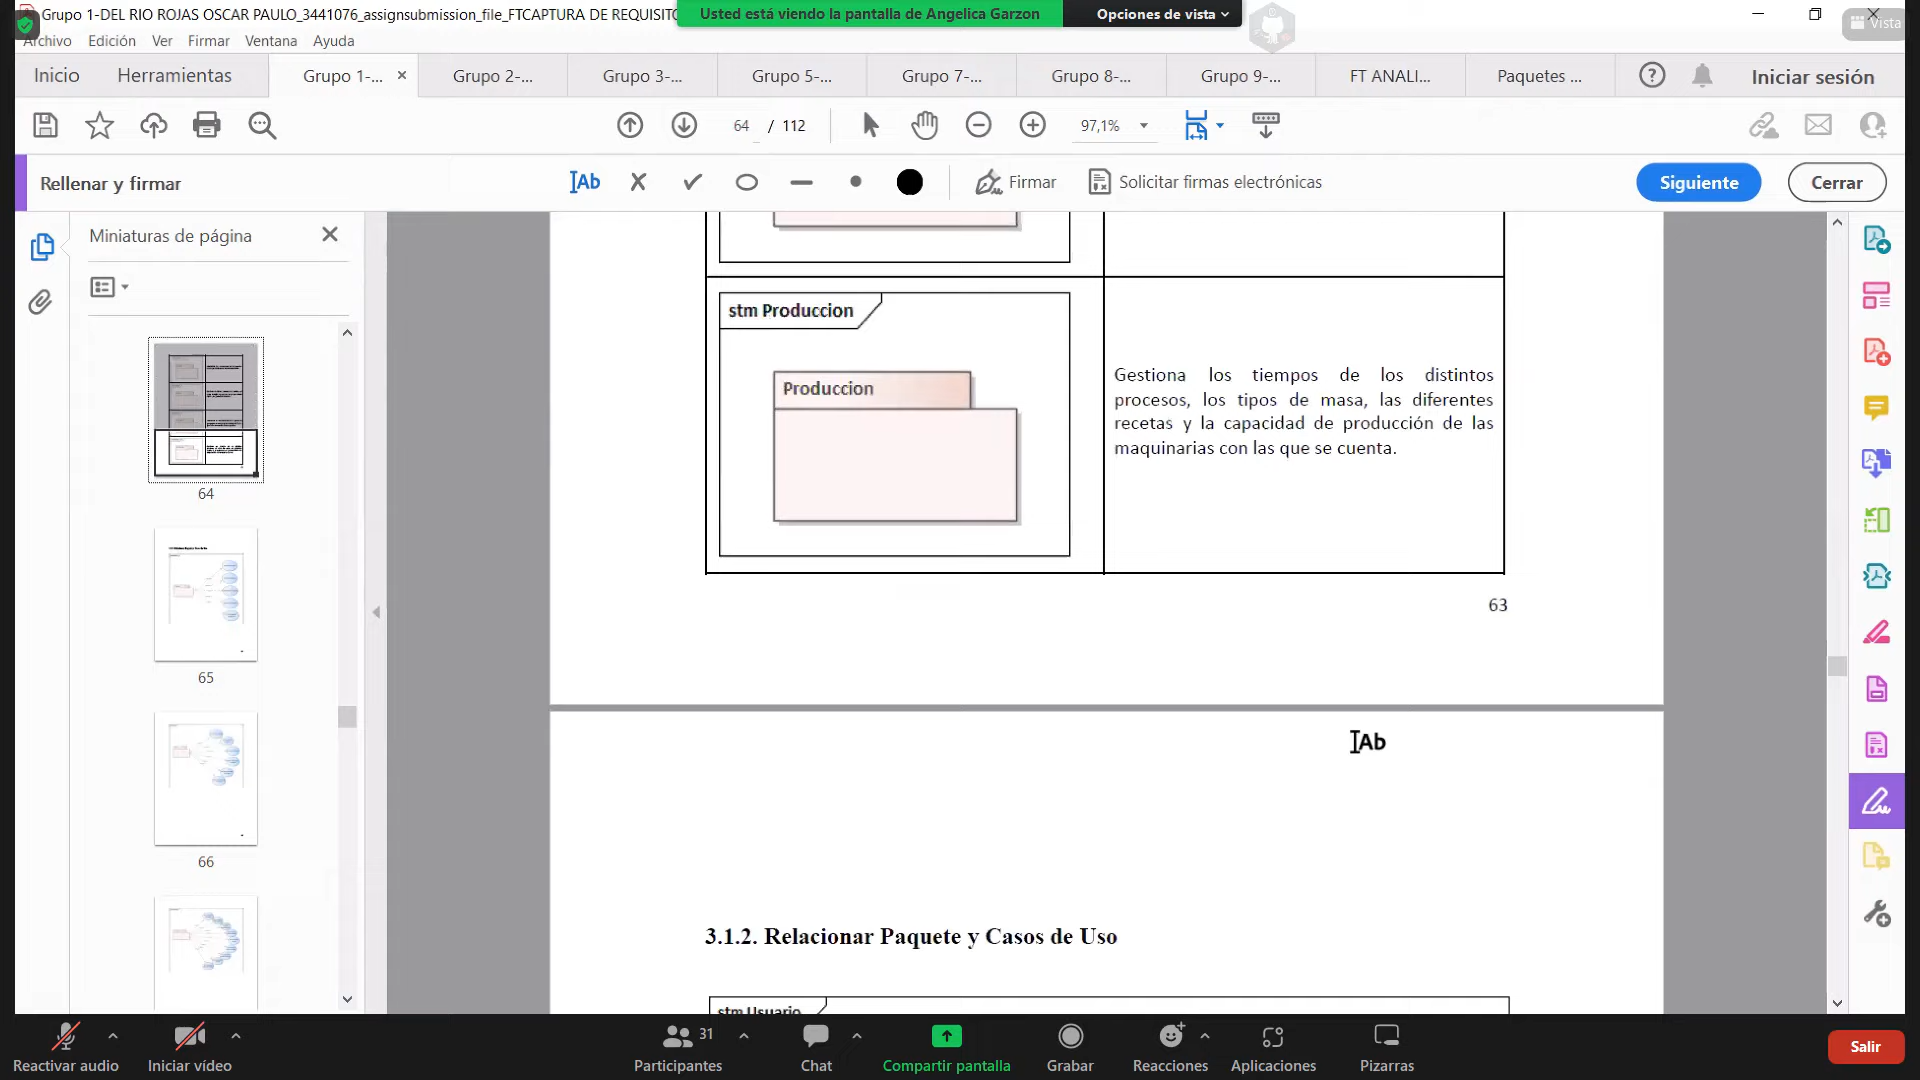 Grupo 1-DEL RIO ROJAS OSCAR PAULO_3441076_assignsubmission_file_FTCAPTURA DE REQUISITO
Usted está viendo la pantalla de Angelica Garzon
Opciones de vista
Vista
Archivo Edición Ver Firmar Ventana Ayuda
Inicio Herramientas Grupo 1-... Grupo 2-... Grupo 3-... Grupo 5-... Grupo 7-... Grupo 8-... Grupo 9-... FT ANALI... Paquetes ... Iniciar sesión
64 / 112 97,1%
Rellenar y firmar Ab Firmar Solicitar firmas electrónicas Siguiente Cerrar
Miniaturas de página
64
65
66
stm Produccion
Produccion
Gestiona los tiempos de los distintos
procesos, los tipos de masa, las diferentes
recetas y la capacidad de producción de las
maquinarias con las que se cuenta.
63
Ab
3.1.2. Relacionar Paquete y Casos de Uso
stm Usuario
31
Reactivar audio Iniciar vídeo Participantes Chat Compartir pantalla Grabar Reacciones Aplicaciones Pizarras Salir